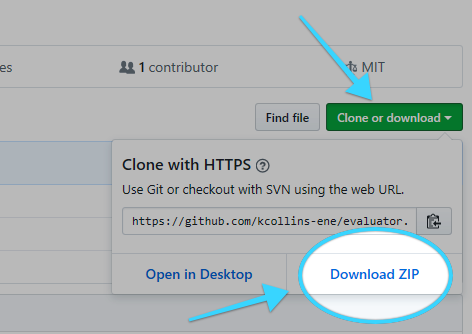 es
1 contributor
MIT
Find file
Clone or download
Clone with HTTPS
Use Git or checkout with SVN using the web URL.
https://github.com/kcollins-ene/evaluator.
Open in Desktop
Download ZIP